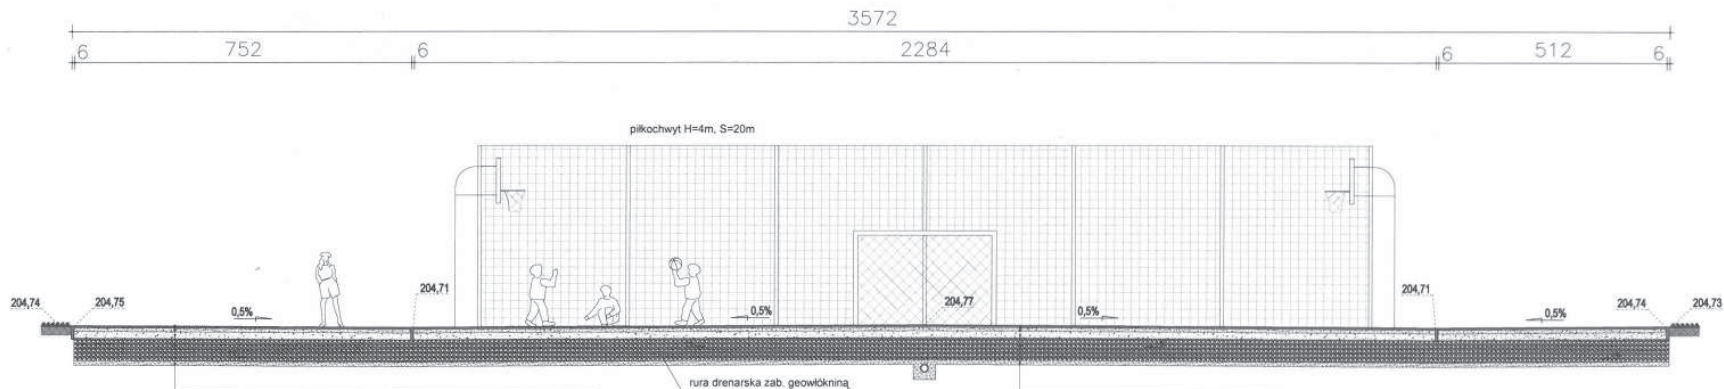 3572
6 752 6 2284 6 512 6
piłkochwyt H=4m, S=20m
204,74 204,75 0,5% 204,71 0,5% 204,77 0,5% 204,71 0,5% 204,74 204,73
rura drenarska zab. geowłókniną